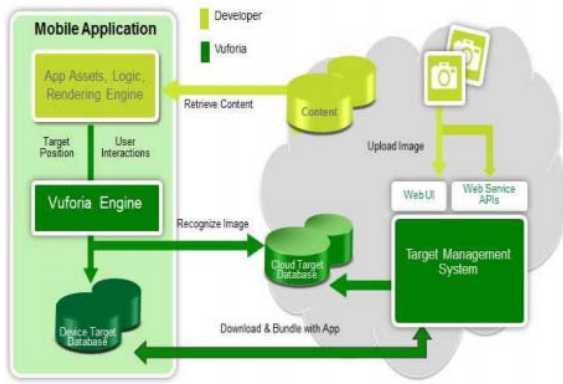 Mobile Application
Developer
Vuforia
App Assets, Logic,
Rendering Engine
Retrieve Content
Content
Target
Position
User
Interactions
Upload Image
Web UI
Web Service
APIs
Vuforia Engine
Recognize Image
Cloud Target
Database
Target Management
System
Device Target
Database
Download & Bundle with App